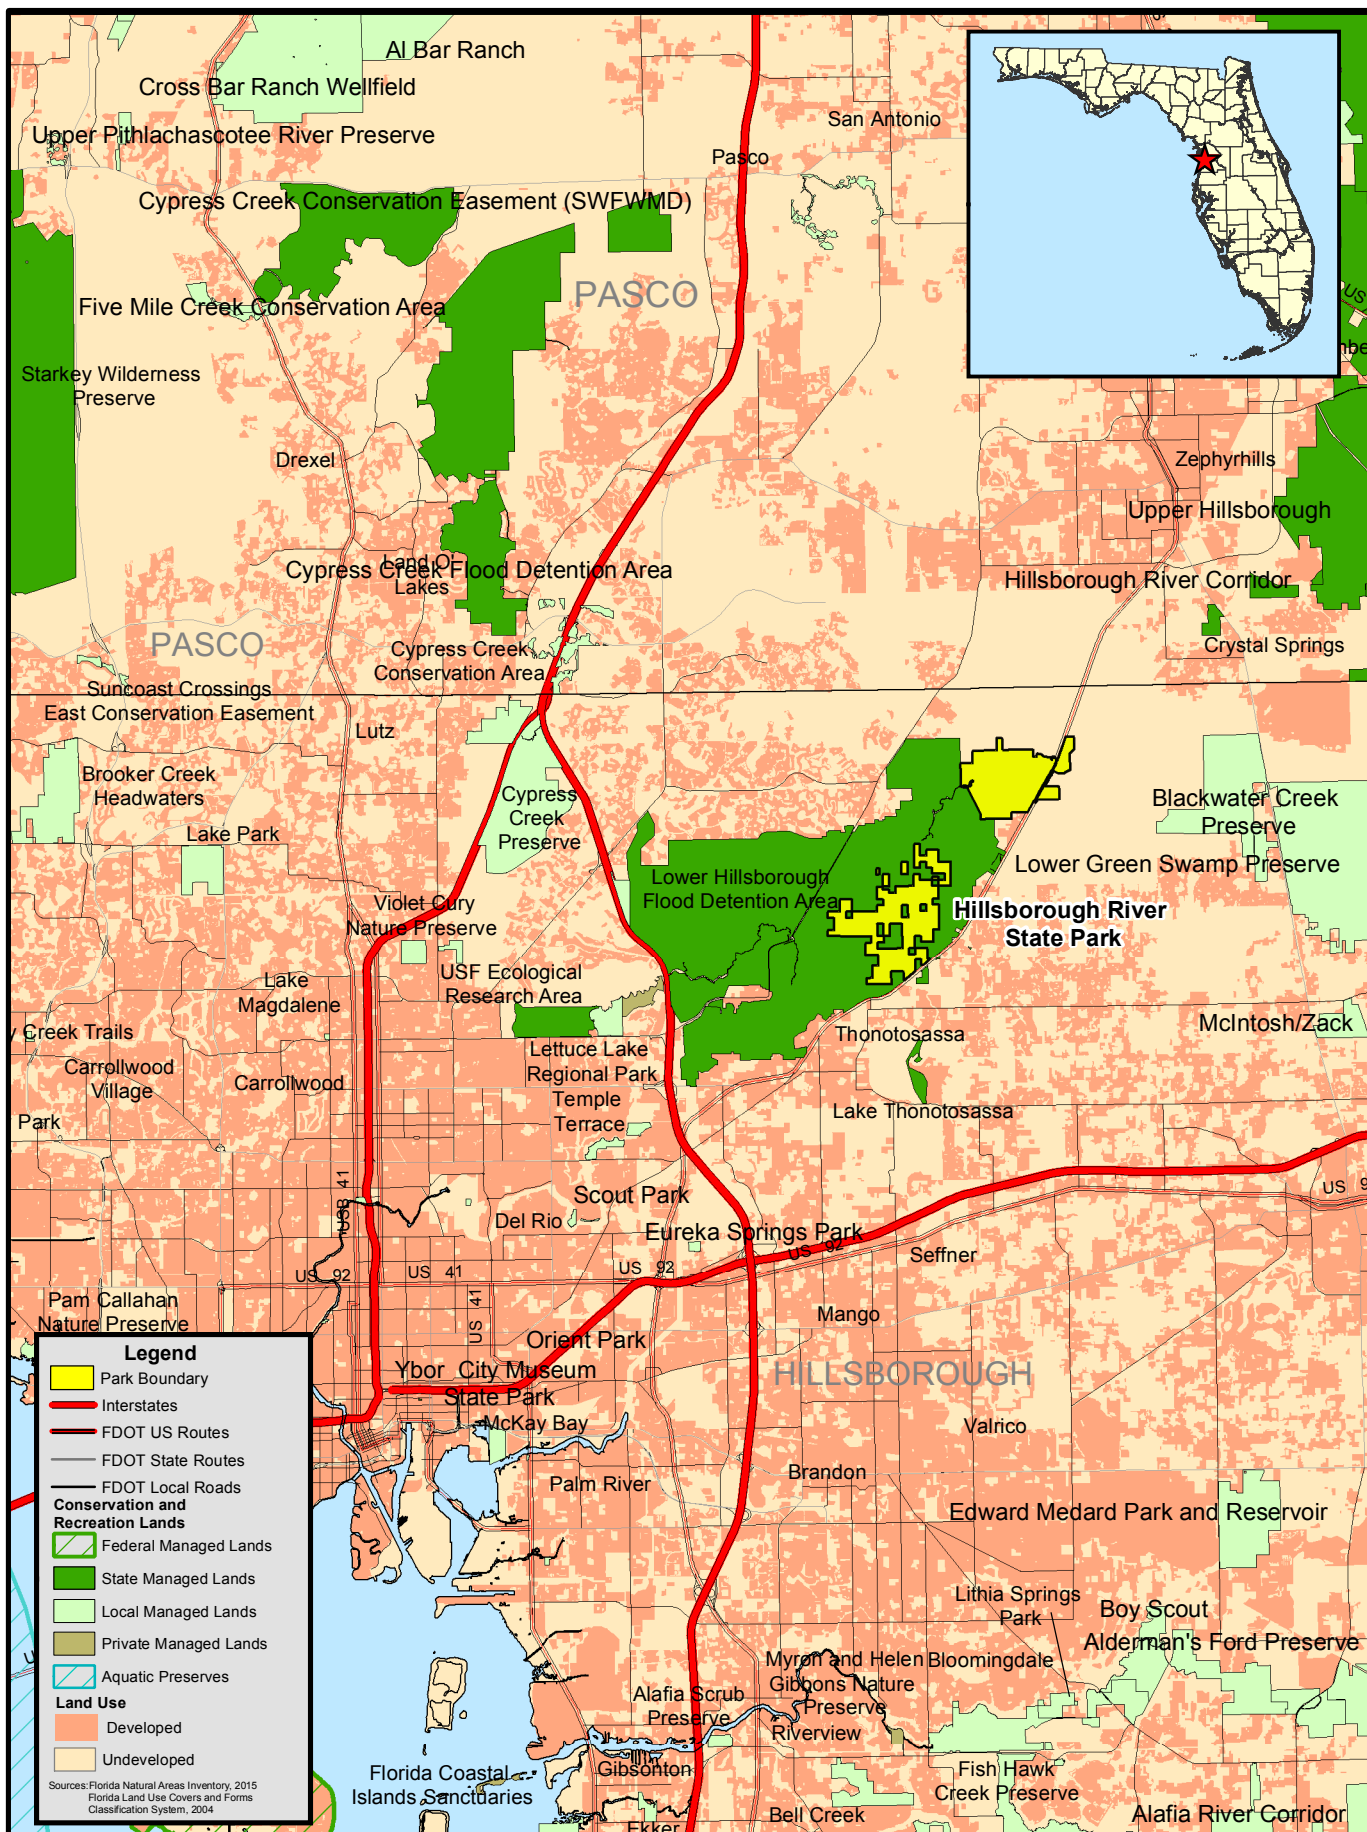 Al Bar Ranch
Cross Bar Ranch Wellfield
San Antonio
Upper Pithlachascotee River Preserve
Pasco
Cypress Creek Conservation Easement (SWFWMD)
US
PASCO
Five Mile Creek Conservation Area
Starkey Wilderness
Preserve
Drexel
Zephyrhills
Upper Hillsborough
Land O'
Lakes
Cypress Creek Flood Detention Area
Hillsborough River Corridor
PASCO
Cypress Creek
Conservation Area
Crystal Springs
Suncoast Crossings
East Conservation Easement
Lutz
Brooker Creek
Headwaters
Cypress
Creek
Preserve
Blackwater Creek
Preserve
Lake Park
Lower Green Swamp Preserve
Lower Hillsborough
Flood Detention Area
Violet Cury
Nature Preserve
Hillsborough River
State Park
USF Ecological
Research Area
Lake
Magdalene
y Creek Trails
McIntosh/Zack
Thonotosassa
Lettuce Lake
Regional Park
Carrollwood
Village
Carrollwood
Temple
Terrace
Lake Thonotosassa
Park
USB 41
Scout Park
US 9
Del Rio
Eureka Springs Park
US 92
Seffner
US 92
US 41
US 92
US 41
Pam Callahan
Nature Preserve
Mango
Orient Park
HILLSBOROUGH
Ybor City Museum
State Park
McKay Bay
Valrico
Palm River
Brandon
Edward Medard Park and Reservoir
Lithia Springs
Park
Boy Scout
Alderman's Ford Preserve
Myron and Helen
Gibbons Nature
Preserve
Bloomingdale
Alafia Scrub
Preserve
Riverview
Gibsonton
Florida Coastal
Islands Sanctuaries
Fish Hawk
Creek Preserve
Bell Creek
Alafia River Corridor
Ekker
Legend
Park Boundary
Interstates
FDOT US Routes
FDOT State Routes
FDOT Local Roads
Conservation and
Recreation Lands
Federal Managed Lands
State Managed Lands
Local Managed Lands
Private Managed Lands
Aquatic Preserves
Land Use
Developed
Undeveloped
Sources:Florida Natural Areas Inventory, 2015
Florida Land Use Covers and Forms
Classification System, 2004